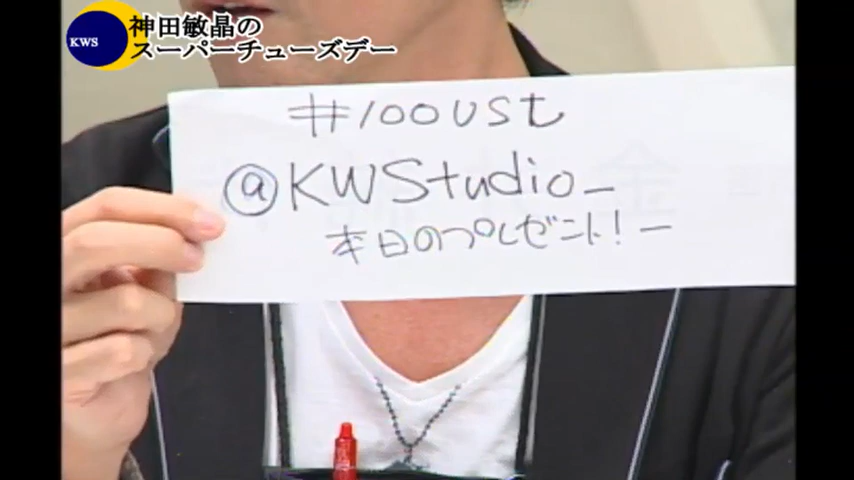 KWS
神田敏晶の
スーパーチューズデー
#100ust
@KWStudio_
本日のプレゼント!ー